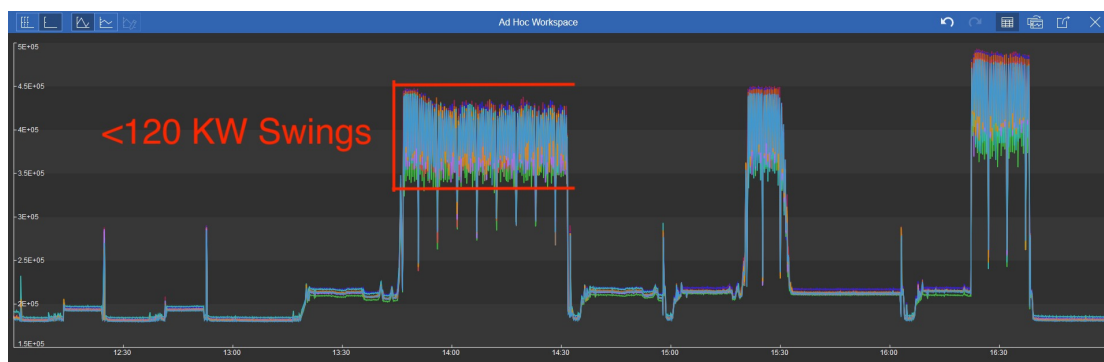 Ad Hoc Workspace
5E+05
4.5E+05
4E+05
3.5E+05
3E+05
2.5E+05
2E+05
1.5E+05
<120 KW Swings
12:30
13:00
13:30
14:00
14:30
15:00
15:30
16:00
16:30